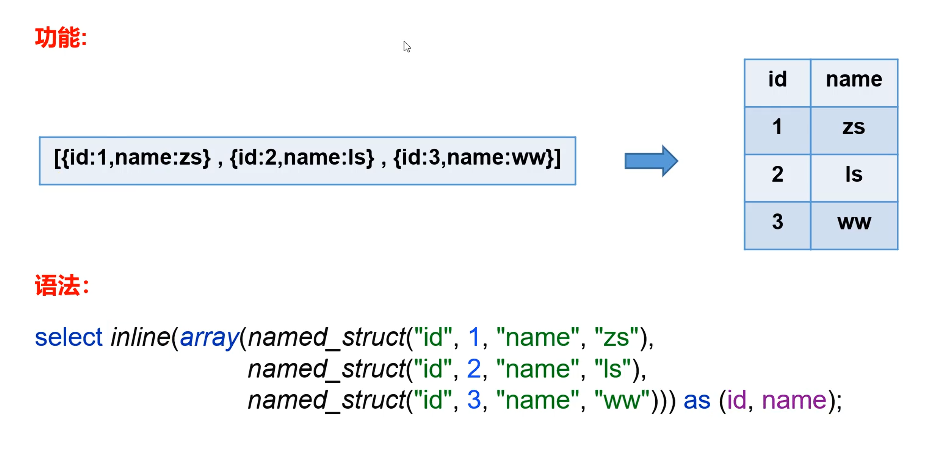 功能:
[{id:1,name:zs} , {id:2,name:ls} , {id:3,name:ww}]
id name
1 zs
2 ls
3 ww
语法：
select inline(array(named_struct("id", 1, "name", "zs"),
named_struct("id", 2, "name", "ls"),
named_struct("id", 3, "name", "ww"))) as (id, name);